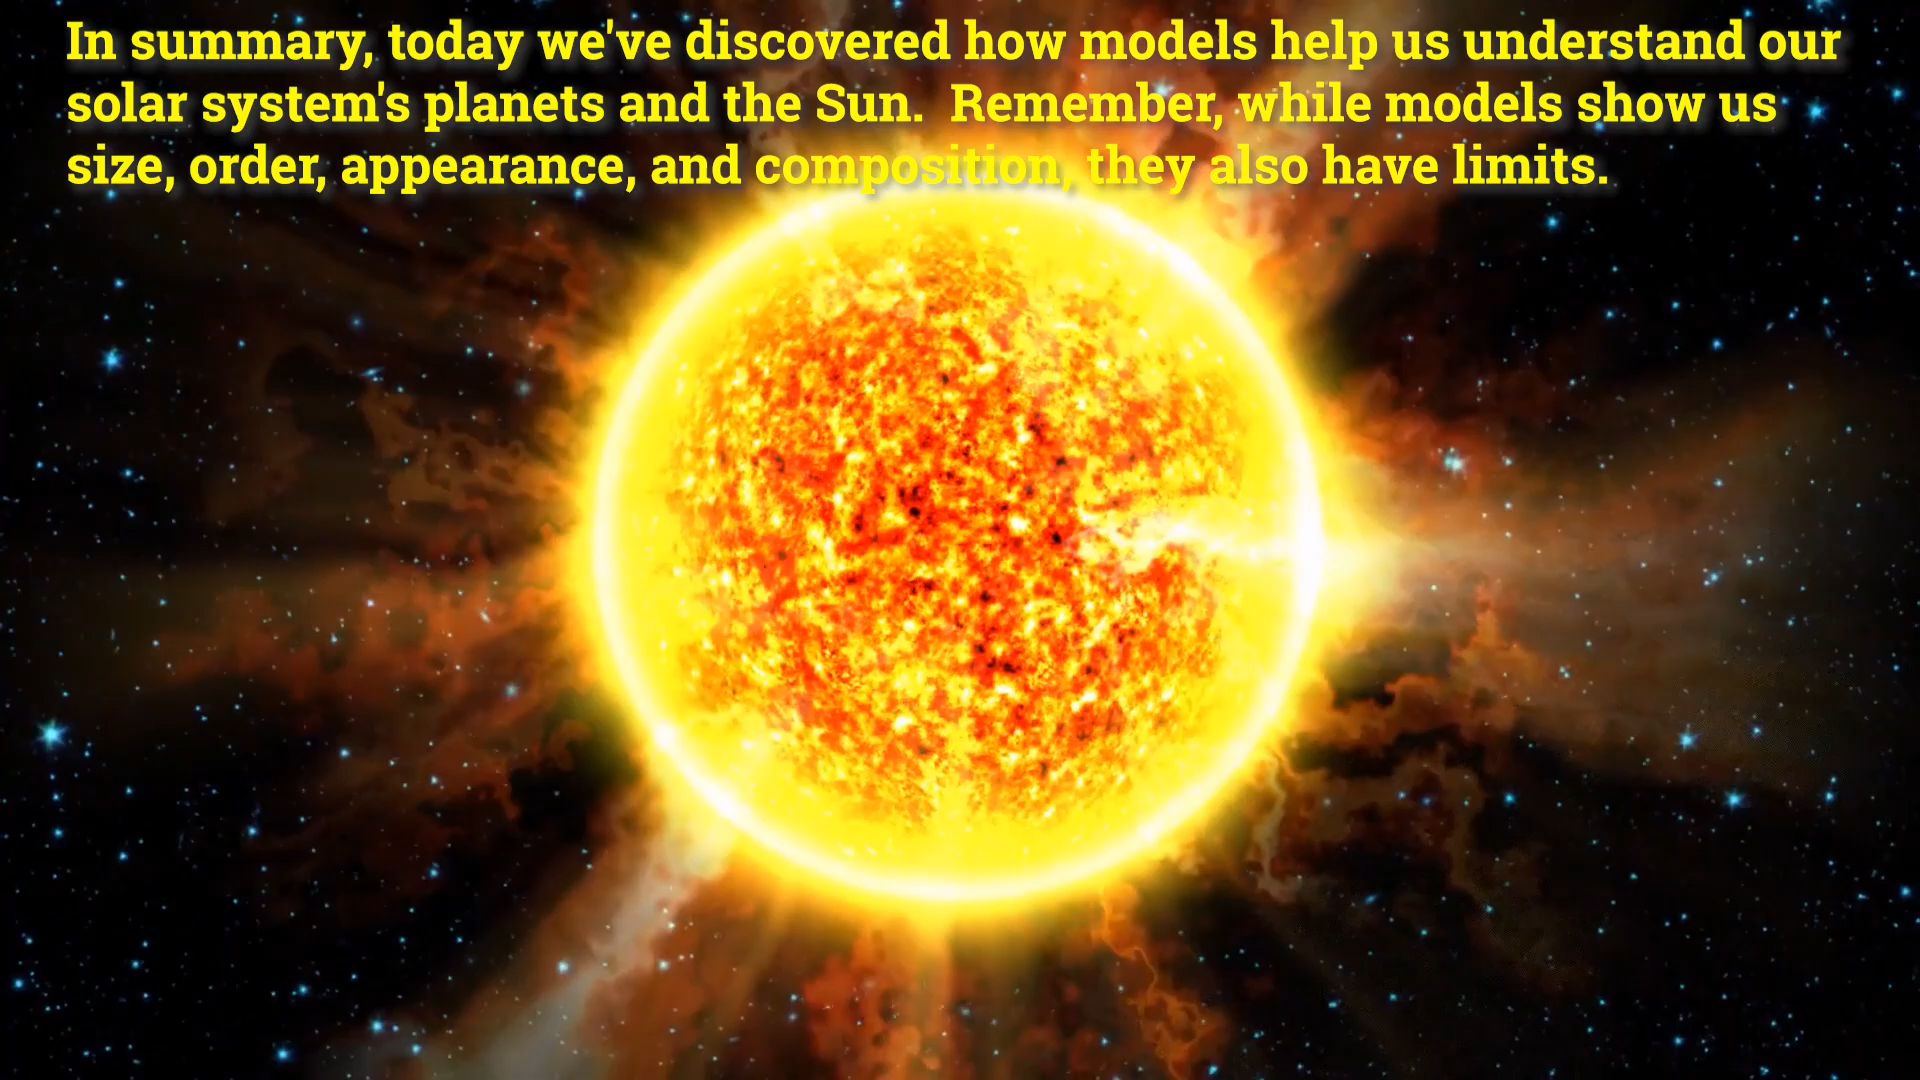 In summary, today we've discovered how models help us understand our
solar system's planets and the Sun.  Remember, while models show us
size, order, appearance, and composition, they also have limits.